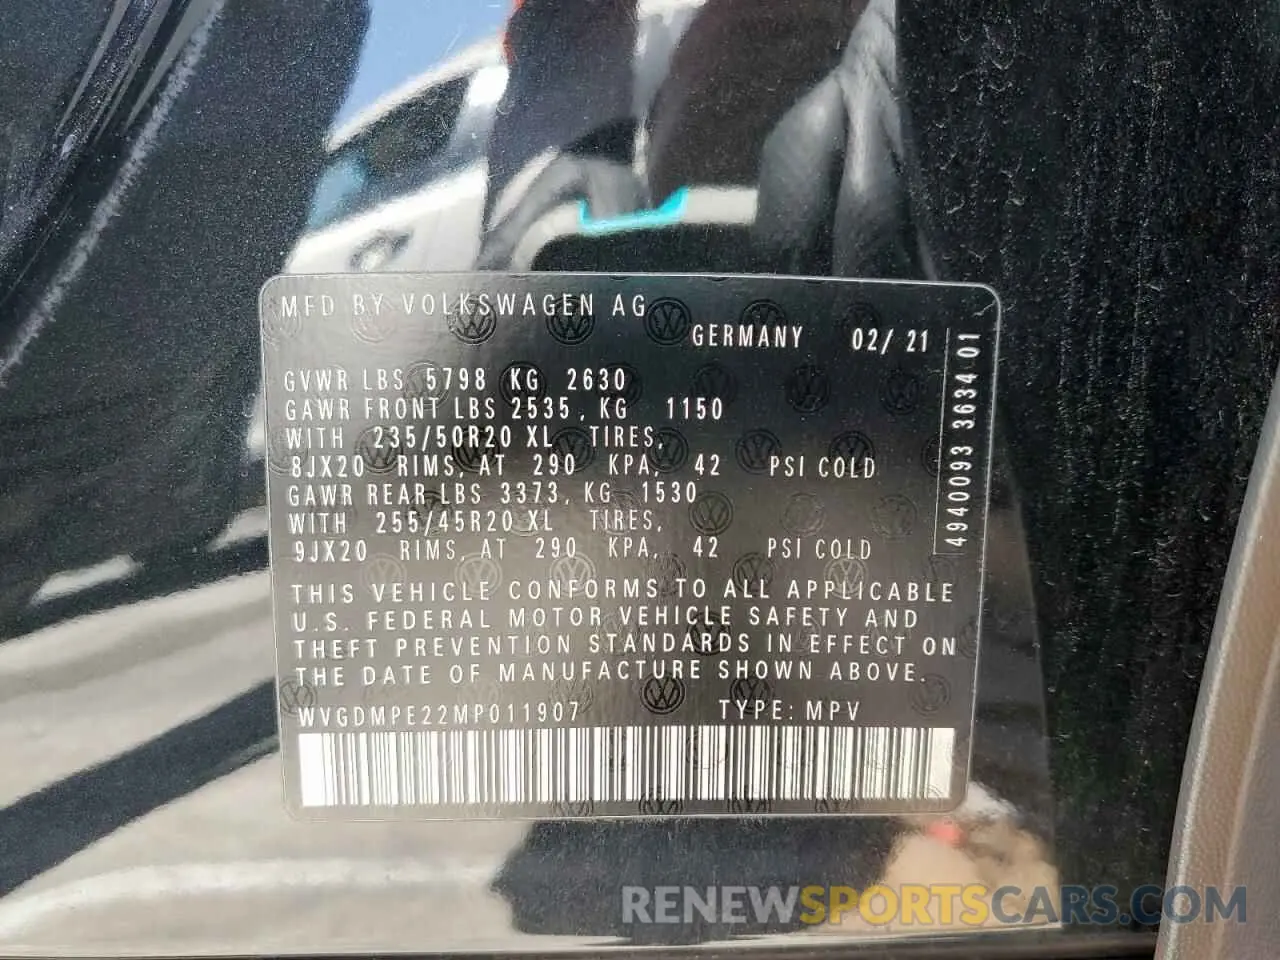 MFD BY VOLKSWAGEN AG
GERMANY 02/ 21
GVWR LBS 5798 KG 2630
GAWR FRONT LBS 2535, KG 1150
WITH 235/50R20 XL TIRES,
8JX20 RIMS, AT 290 KPA, 42 PSI COLD
GAWR REAR LBS 3373, KG 1530
WITH 255/45R20 XL TIRES,
9JX20 RIMS, AT 290 KPA, 42 PSI COLD
THIS VEHICLE CONFORMS TO ALL APPLICABLE
U.S. FEDERAL MOTOR VEHICLE SAFETY AND
THEFT PREVENTION STANDARDS IN EFFECT ON
THE DATE OF MANUFACTURE SHOWN ABOVE.
WVGDMPE22MP011907 TYPE: MPV
4940093 3634 01
RENEWSPORTSCARS.COM